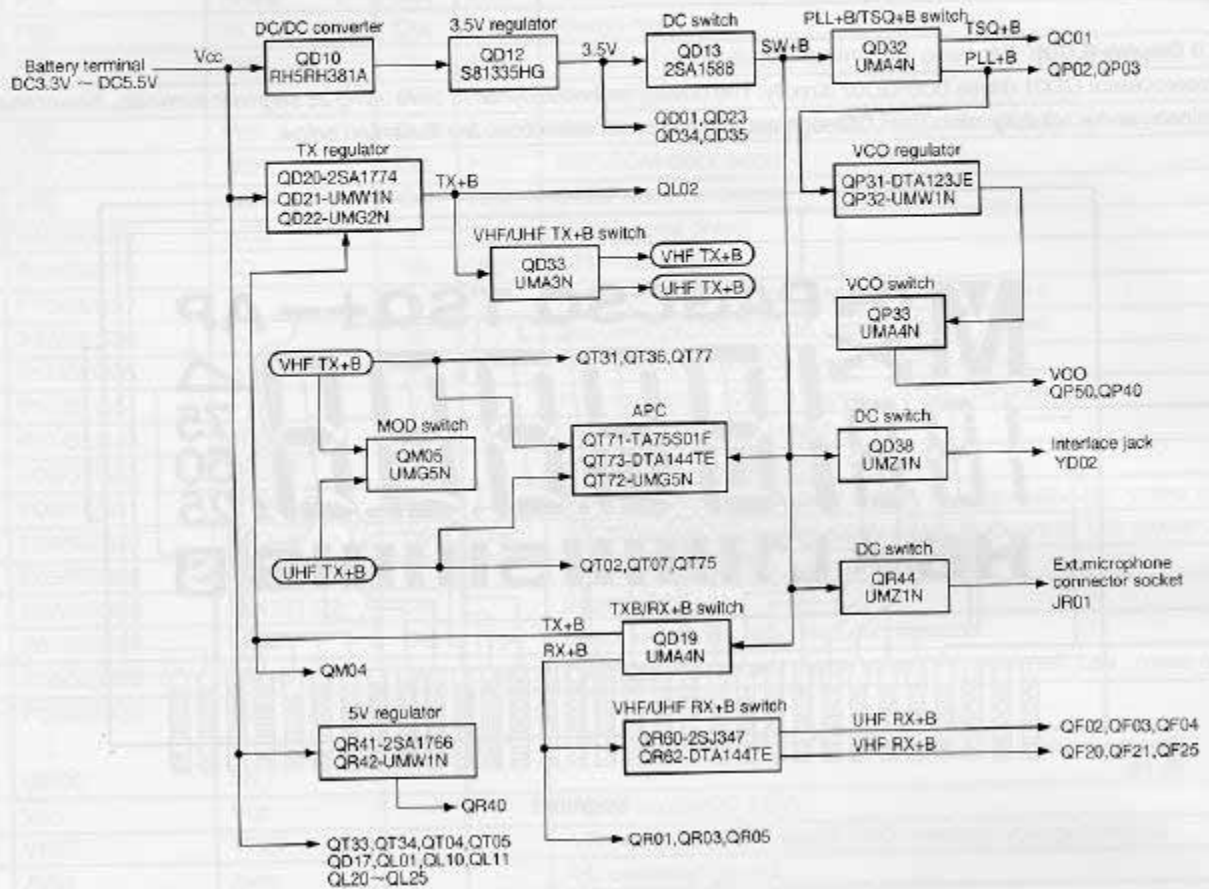 DC/DC converter
3.5V regulator
DC switch
PLL+B/TSQ+B switch
Battery terminal
DC3.3V ～ DC5.5V
Vcc
QD10
RH5RH381A
QD12
S81335HG
3.5V
QD13
2SA1588
SW+B
QD32
UMA4N
TSQ+B
QC01
PLL+B
QP02,QP03
QD01,QD23
QD34,QD35
TX regulator
QD20-2SA1774
QD21-UMW1N
QD22-UMG2N
TX+B
QL02
VCO regulator
QP31-DTA123JE
QP32-UMW1N
VHF/UHF TX+B switch
QD33
UMA3N
VHF TX+B
UHF TX+B
VCO switch
QP33
UMA4N
VCO
QP50,QP40
VHF TX+B
QT31,QT36,QT77
MOD switch
QM05
UMG5N
APC
QT71-TA75S01F
QT73-DTA144TE
QT72-UMG5N
DC switch
QD38
UMZ1N
Interface jack
YD02
UHF TX+B
QT02,QT07,QT75
DC switch
QR44
UMZ1N
Ext.microphone
connector socket
JR01
TXB/RX+B switch
TX+B
RX+B
QD19
UMA4N
QM04
5V regulator
QR41-2SA1766
QR42-UMW1N
QR40
VHF/UHF RX+B switch
QR60-2SJ347
QR62-DTA144TE
UHF RX+B
QF02,QF03,QF04
VHF RX+B
QF20,QF21,QF25
QR01,QR03,QR05
QT33,QT34,QT04,QT05
QD17,QL01,QL10,QL11
QL20～QL25